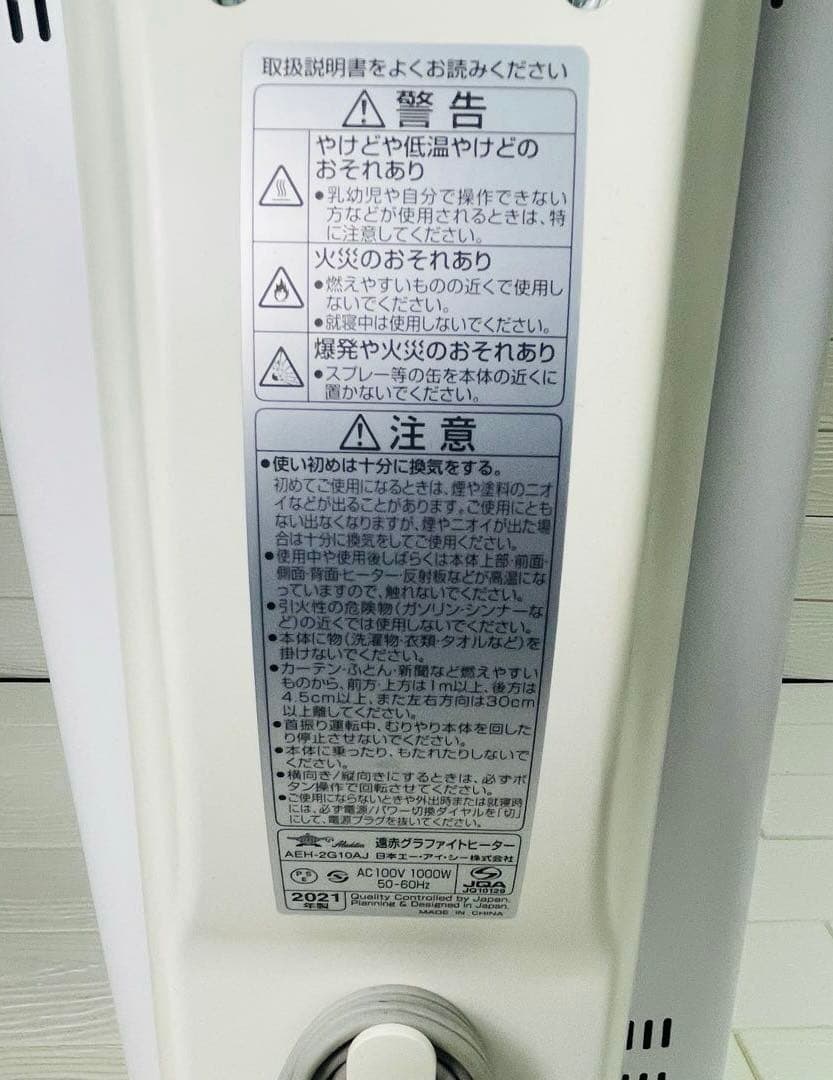 取扱説明書をよくお読みください
警告
やけどや低温やけどの
おそれあり
●乳幼児や自分で操作できない
方などが使用されるときは、特
に注意してください。
火災のおそれあり
●燃えやすいものの近くで使用し
ないでください。
●就寝中は使用しないでください。
爆発や火災のおそれあり
●スプレー等の缶を本体の近くに
置かないでください。
注意
●使い初めは十分に換気をする。
初めてご使用になるときは、煙や塗料のニオ
イなどが出ることがあります。ご使用にとも
ない出なくなりますが、煙やニオイが出た場
合は十分に換気をしてご使用ください。
●使用中や使用後しばらくは本体上部・前面・
側面・背面・ヒーター・反射板などが高温にな
っていますので、触れないでください。
●引火性の危険物(ガソリン・シンナーな
ど)の近くでは使用しないでください。
●本体に物(洗濯物・衣類・タオルなど)を
掛けないでください。
●カーテン・ふとん・新聞など燃えやすい
ものから、前方・上方は1m以上、後方は
4.5cm以上、また左右方向は30cm
以上離してください。
●首振り運転中、むりやり本体を回した
り停止させないでください。
●本体に乗ったり、もたれたりしないで
ください。
●横向き/縦向きにするときは、必ずボ
タン操作で回転させてください。
●ご使用にならないときや外出時または就寝時
には、必ず電源/パワー切換ダイヤルを「切」
にして、電源プラグを抜いてください。
Aladdin 遠赤グラファイトヒーター
AEH-2G10AJ 日本エー・アイ・シー株式会社
PSE AC100V 1000W
50-60Hz
JQA
JQ10129
2021
年製
Quality Controlled by Japan.
Planning & Designed in Japan.
MADE IN CHINA